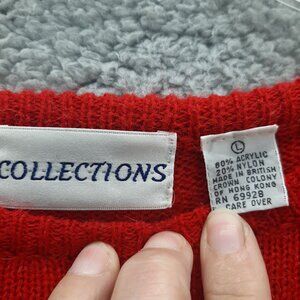 COLLECTIONS
L
80% ACRYLIC
20% NYLON
MADE IN BRITISH
CROWN COLONY
OF HONG KONG
RN 69928
CARE OVER